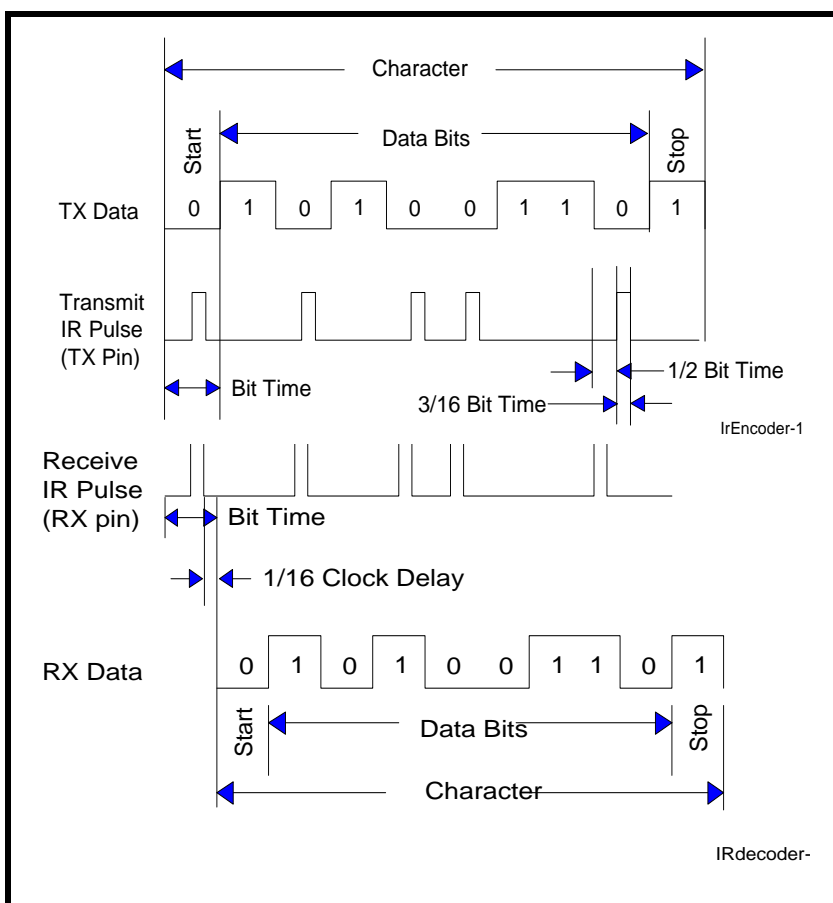 Character
Start
Data Bits
Stop
TX Data
0 1 0 1 0 0 1 1 0 1
Transmit
IR Pulse
(TX Pin)
Bit Time
1/2 Bit Time
3/16 Bit Time
IrEncoder-1
Receive
IR Pulse
(RX pin)
Bit Time
1/16 Clock Delay
RX Data
0 1 0 1 0 0 1 1 0 1
Start
Data Bits
Stop
Character
IRdecoder-